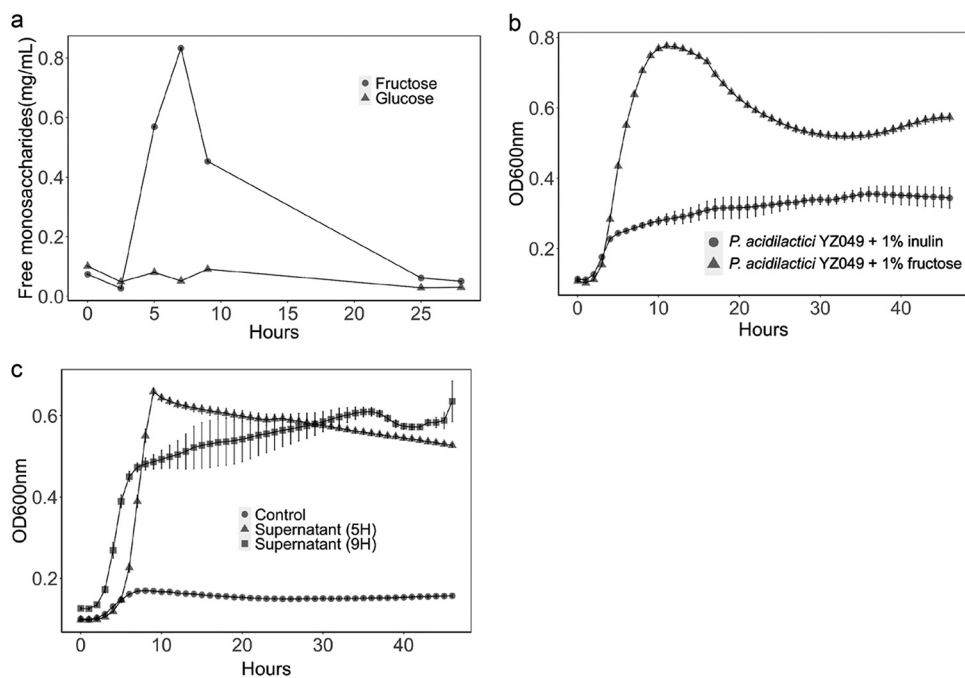 a
Free monosaccharides(mg/mL)
0.8
0.6
0.4
0.2
0.0
Fructose
Glucose
0 5 10 15 20 25
Hours
b
OD600nm
0.8
0.6
0.4
0.2
P. acidilactici YZ049 + 1% inulin
P. acidilactici YZ049 + 1% fructose
0 10 20 30 40
Hours
c
OD600nm
0.6
0.4
0.2
Control
Supernatant (5H)
Supernatant (9H)
0 10 20 30 40
Hours